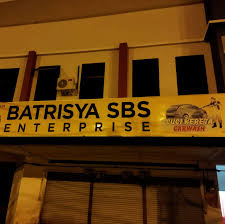 BATRISYA SBS
ENTERPRISE
CUCI KERETA
CARWASH